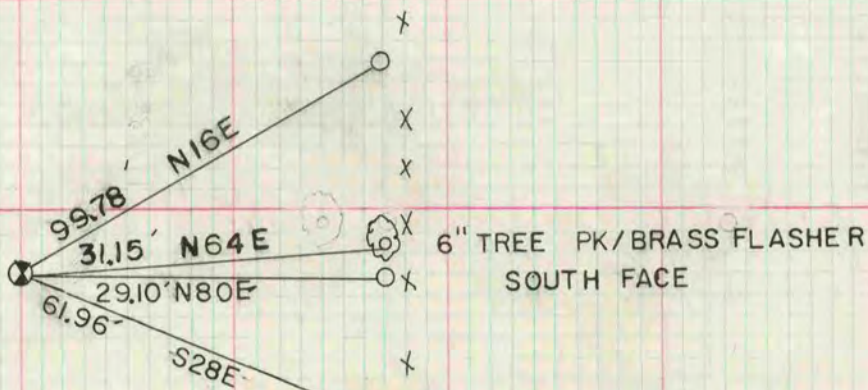 X
99.78' N16E
X
X
31.15' N64E
X
6" TREE PK/BRASS FLASHER
SOUTH FACE
29.10' N80E
X
61.96'
S28E
X